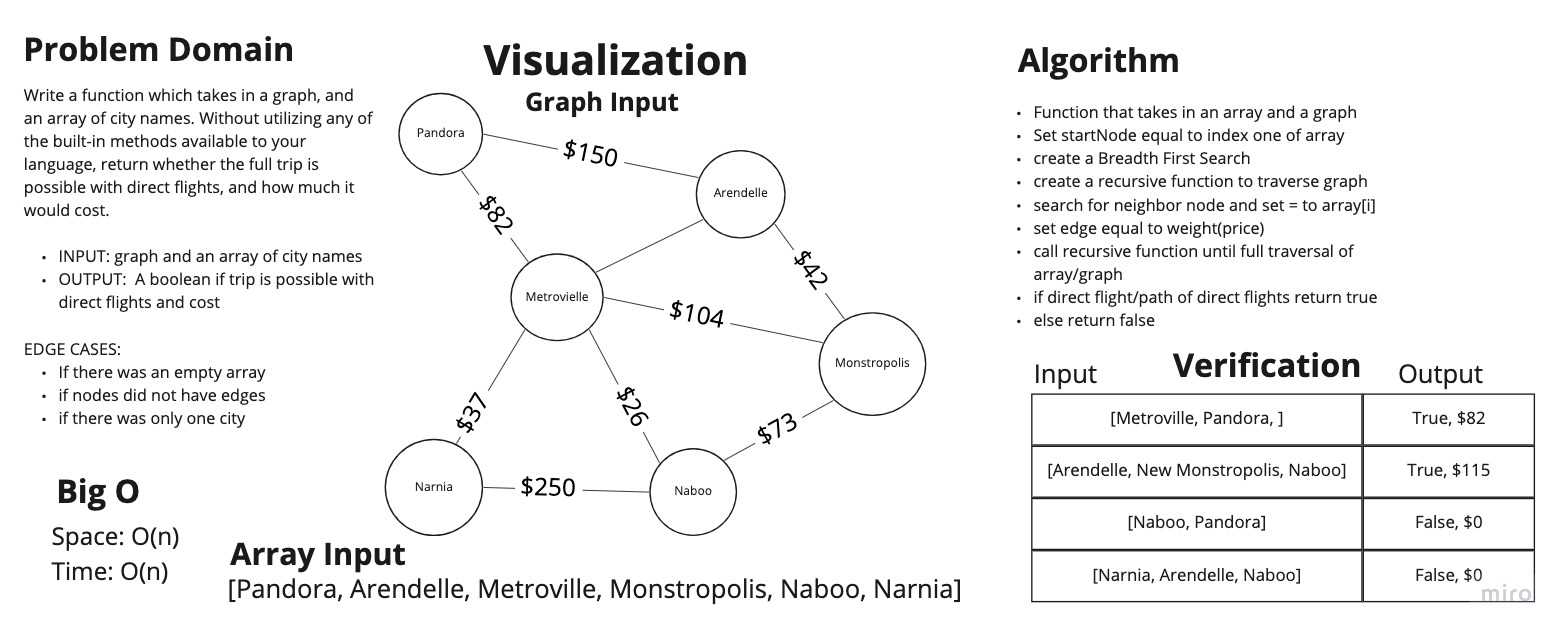 Problem Domain
Write a function which takes in a graph, and
an array of city names. Without utilizing any of
the built-in methods available to your
language, return whether the full trip is
possible with direct flights, and how much it
would cost.
• INPUT: graph and an array of city names
• OUTPUT:  A boolean if trip is possible with
direct flights and cost
EDGE CASES:
• If there was an empty array
• if nodes did not have edges
• if there was only one city
Big O
Space: O(n)
Time: O(n)
Visualization
Graph Input
Pandora
$150
Arendelle
$82
$42
Metrovielle
$104
Monstropolis
$37
$26
$73
Narnia
$250
Naboo
Array Input
[Pandora, Arendelle, Metroville, Monstropolis, Naboo, Narnia]
Algorithm
• Function that takes in an array and a graph
• Set startNode equal to index one of array
• create a Breadth First Search
• create a recursive function to traverse graph
• search for neighbor node and set = to array[i]
• set edge equal to weight(price)
• call recursive function until full traversal of
array/graph
• if direct flight/path of direct flights return true
• else return false
Input Verification Output
[Metroville, Pandora, ] True, $82
[Arendelle, New Monstropolis, Naboo] True, $115
[Naboo, Pandora] False, $0
[Narnia, Arendelle, Naboo] False, $0
miro